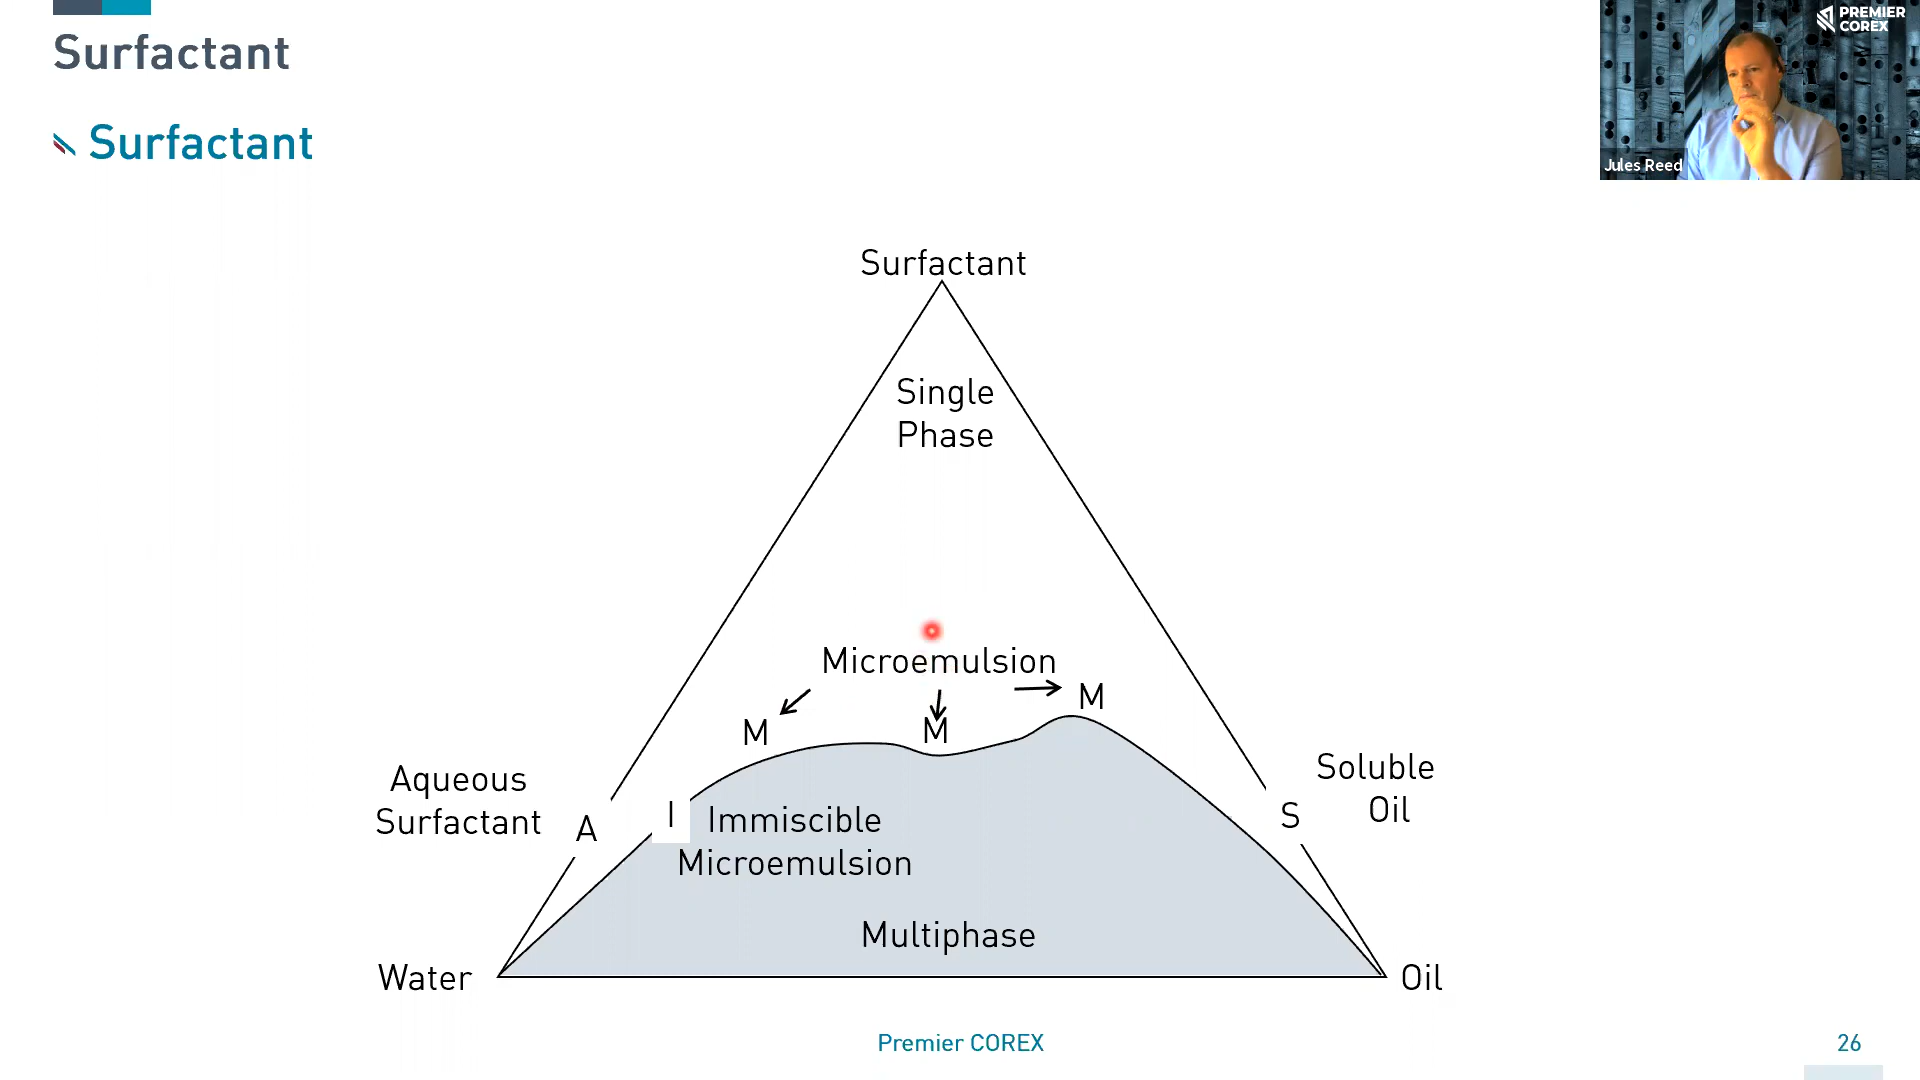 Surfactant
PREMIER
COREX
Jules Reed
Surfactant
Surfactant
Single
Phase
Microemulsion
M
M
M
Aqueous
Surfactant
A
I
Immiscible
Microemulsion
Soluble
Oil
S
Multiphase
Water
Oil
Premier COREX
26